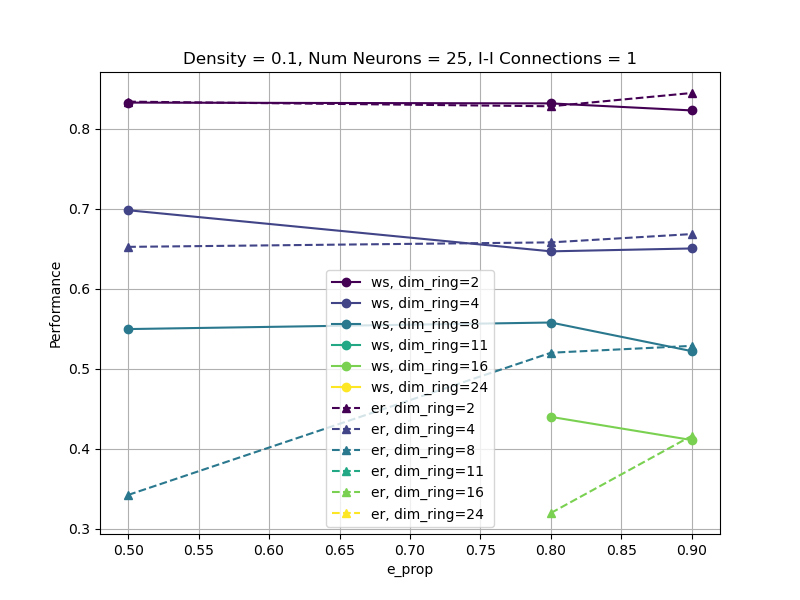 Density = 0.1, Num Neurons = 25, I-I Connections = 1
Performance
0.8
0.7
0.6
0.5
0.4
0.3
ws, dim_ring=2
ws, dim_ring=4
ws, dim_ring=8
ws, dim_ring=11
ws, dim_ring=16
ws, dim_ring=24
er, dim_ring=2
er, dim_ring=4
er, dim_ring=8
er, dim_ring=11
er, dim_ring=16
er, dim_ring=24
0.50 0.55 0.60 0.65 0.70 0.75 0.80 0.85 0.90
e_prop